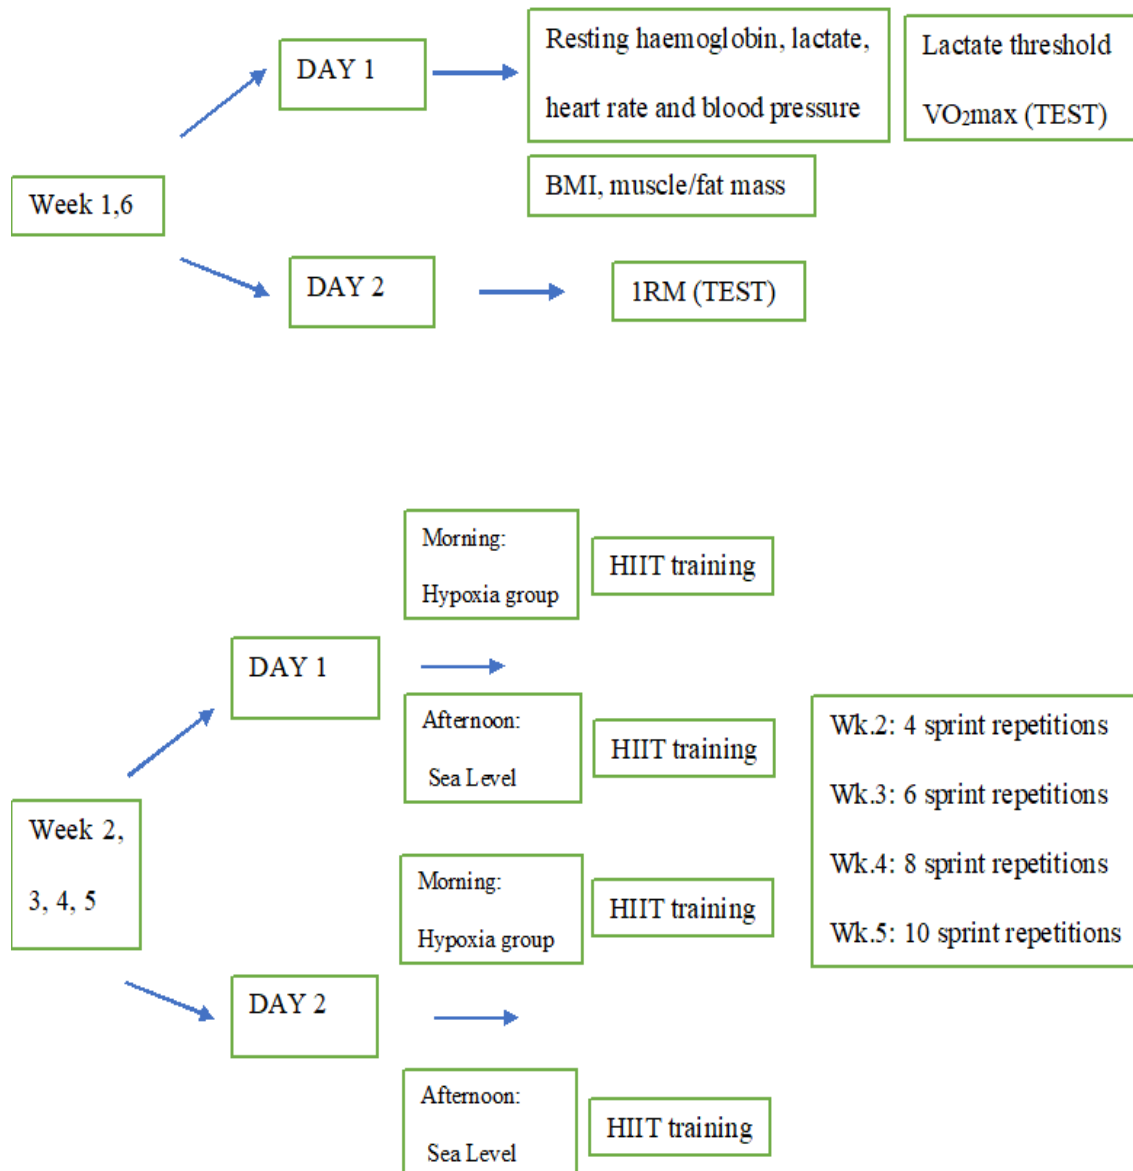 DAY 1
Resting haemoglobin, lactate,
heart rate and blood pressure
Lactate threshold
VO₂max (TEST)
BMI, muscle/fat mass
Week 1,6
DAY 2
1RM (TEST)
Morning:
Hypoxia group
HIIT training
DAY 1
Afternoon:
Sea Level
HIIT training
Week 2,
3, 4, 5
Morning:
Hypoxia group
HIIT training
DAY 2
Afternoon:
Sea Level
HIIT training
Wk.2: 4 sprint repetitions
Wk.3: 6 sprint repetitions
Wk.4: 8 sprint repetitions
Wk.5: 10 sprint repetitions